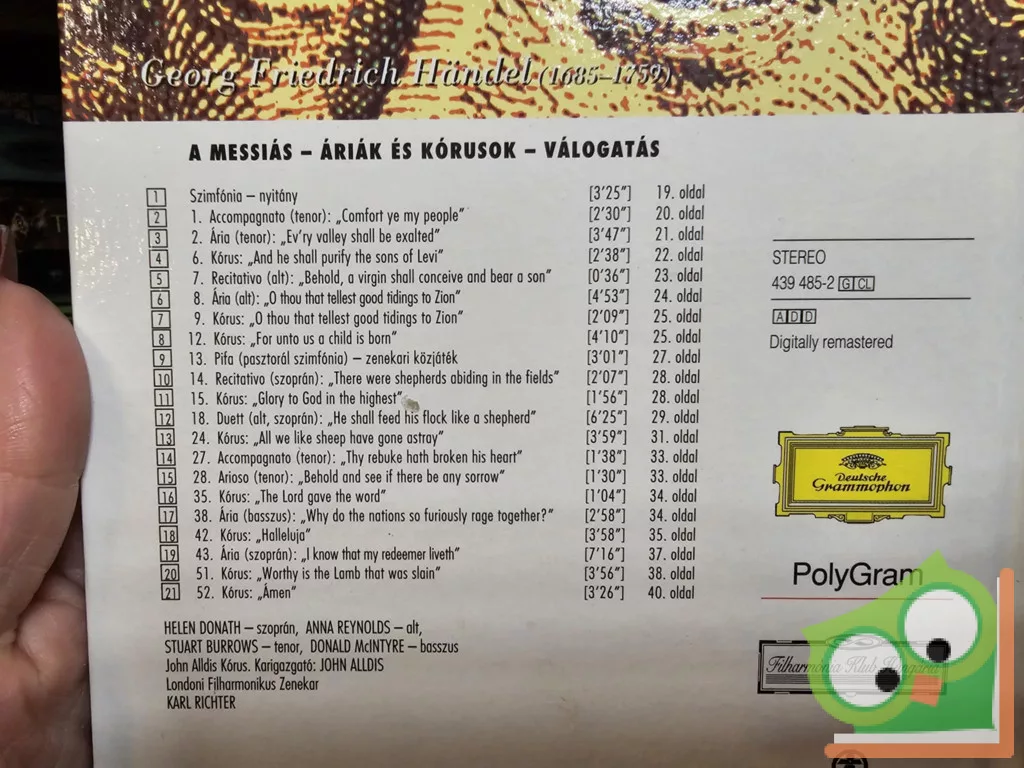 Georg Friedrich Händel (1685–1759)
A MESSIÁS – ÁRIÁK ÉS KÓRUSOK – VÁLOGATÁS
1 Szimfónia – nyitány [3'25"] 19. oldal
2 1. Accompagnato (tenor): „Comfort ye my people" [2'30"] 20. oldal
3 2. Ária (tenor): „Ev'ry valley shall be exalted" [3'47"] 21. oldal
4 6. Kórus: „And he shall purify the sons of Levi" [2'38"] 22. oldal
5 7. Recitativo (alt): „Behold, a virgin shall conceive and bear a son" [0'36"] 23. oldal
6 8. Ária (alt): „O thou that tellest good tidings to Zion" [4'53"] 24. oldal
7 9. Kórus: „O thou that tellest good tidings to Zion" [2'09"] 25. oldal
8 12. Kórus: „For unto us a child is born" [4'10"] 25. oldal
9 13. Pifa (pasztorál szimfónia) – zenekari közjáték [3'01"] 27. oldal
10 14. Recitativo (szoprán): „There were shepherds abiding in the fields" [2'07"] 28. oldal
11 15. Kórus: „Glory to God in the highest" [1'56"] 28. oldal
12 18. Duett (alt, szoprán): „He shall feed his flock like a shepherd" [6'25"] 29. oldal
13 24. Kórus: „All we like sheep have gone astray" [3'59"] 31. oldal
14 27. Accompagnato (tenor): „Thy rebuke hath broken his heart" [1'38"] 33. oldal
15 28. Arioso (tenor): „Behold and see if there be any sorrow" [1'30"] 33. oldal
16 35. Kórus: „The Lord gave the word" [1'04"] 34. oldal
17 38. Ária (basszus): „Why do the nations so furiously rage together?" [2'58"] 34. oldal
18 42. Kórus: „Halleluja" [3'58"] 35. oldal
19 43. Ária (szoprán): „I know that my redeemer liveth" [7'16"] 37. oldal
20 51. Kórus: „Worthy is the Lamb that was slain" [3'56"] 38. oldal
21 52. Kórus: „Ámen" [3'26"] 40. oldal
HELEN DONATH – szoprán, ANNA REYNOLDS – alt,
STUART BURROWS – tenor, DONALD McINTYRE – basszus
John Alldis Kórus. Karigazgató: JOHN ALLDIS
Londoni Filharmonikus Zenekar
KARL RICHTER
STEREO
439 485-2 G CL
ADD
Digitally remastered
Deutsche
Grammophon
PolyGram
Filharmónia Klub Hungária